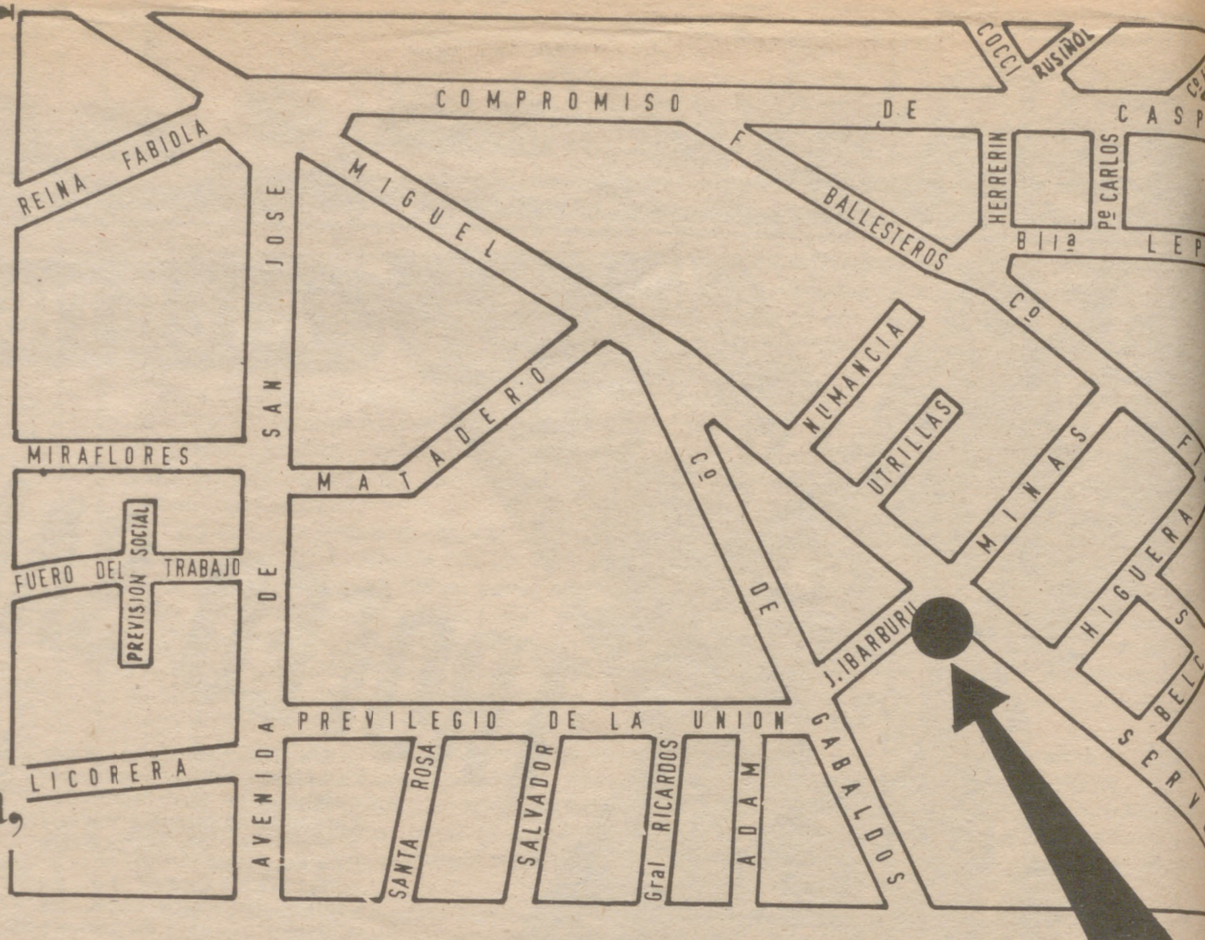 COCCI
RUSIÑOL
COMPROMISO DE CASP
REINA FABIOLA
MIGUEL
F BALLESTEROS
HERRERIN
Pº CARLOS
Bllª LEP
Cº
AVENIDA DE SAN JOSE
NUMANCIA
UTRILLAS
MATADERO
MINAS
MIRAFLORES
HIGUERA
PREVISION SOCIAL
FUERO DEL TRABAJO
Cº DE GABALDOS
J. IBARBURU
BELC
PREVILEGIO DE LA UNION
SERV
LICORERA
SANTA ROSA
SALVADOR
Gral RICARDOS
ADAM